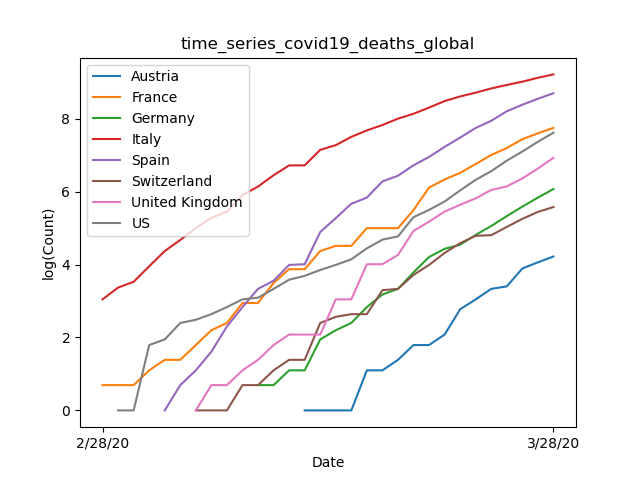 time_series_covid19_deaths_global
Austria
France
Germany
Italy
Spain
Switzerland
United Kingdom
US
8
6
4
2
0
log(Count)
2/28/20
3/28/20
Date